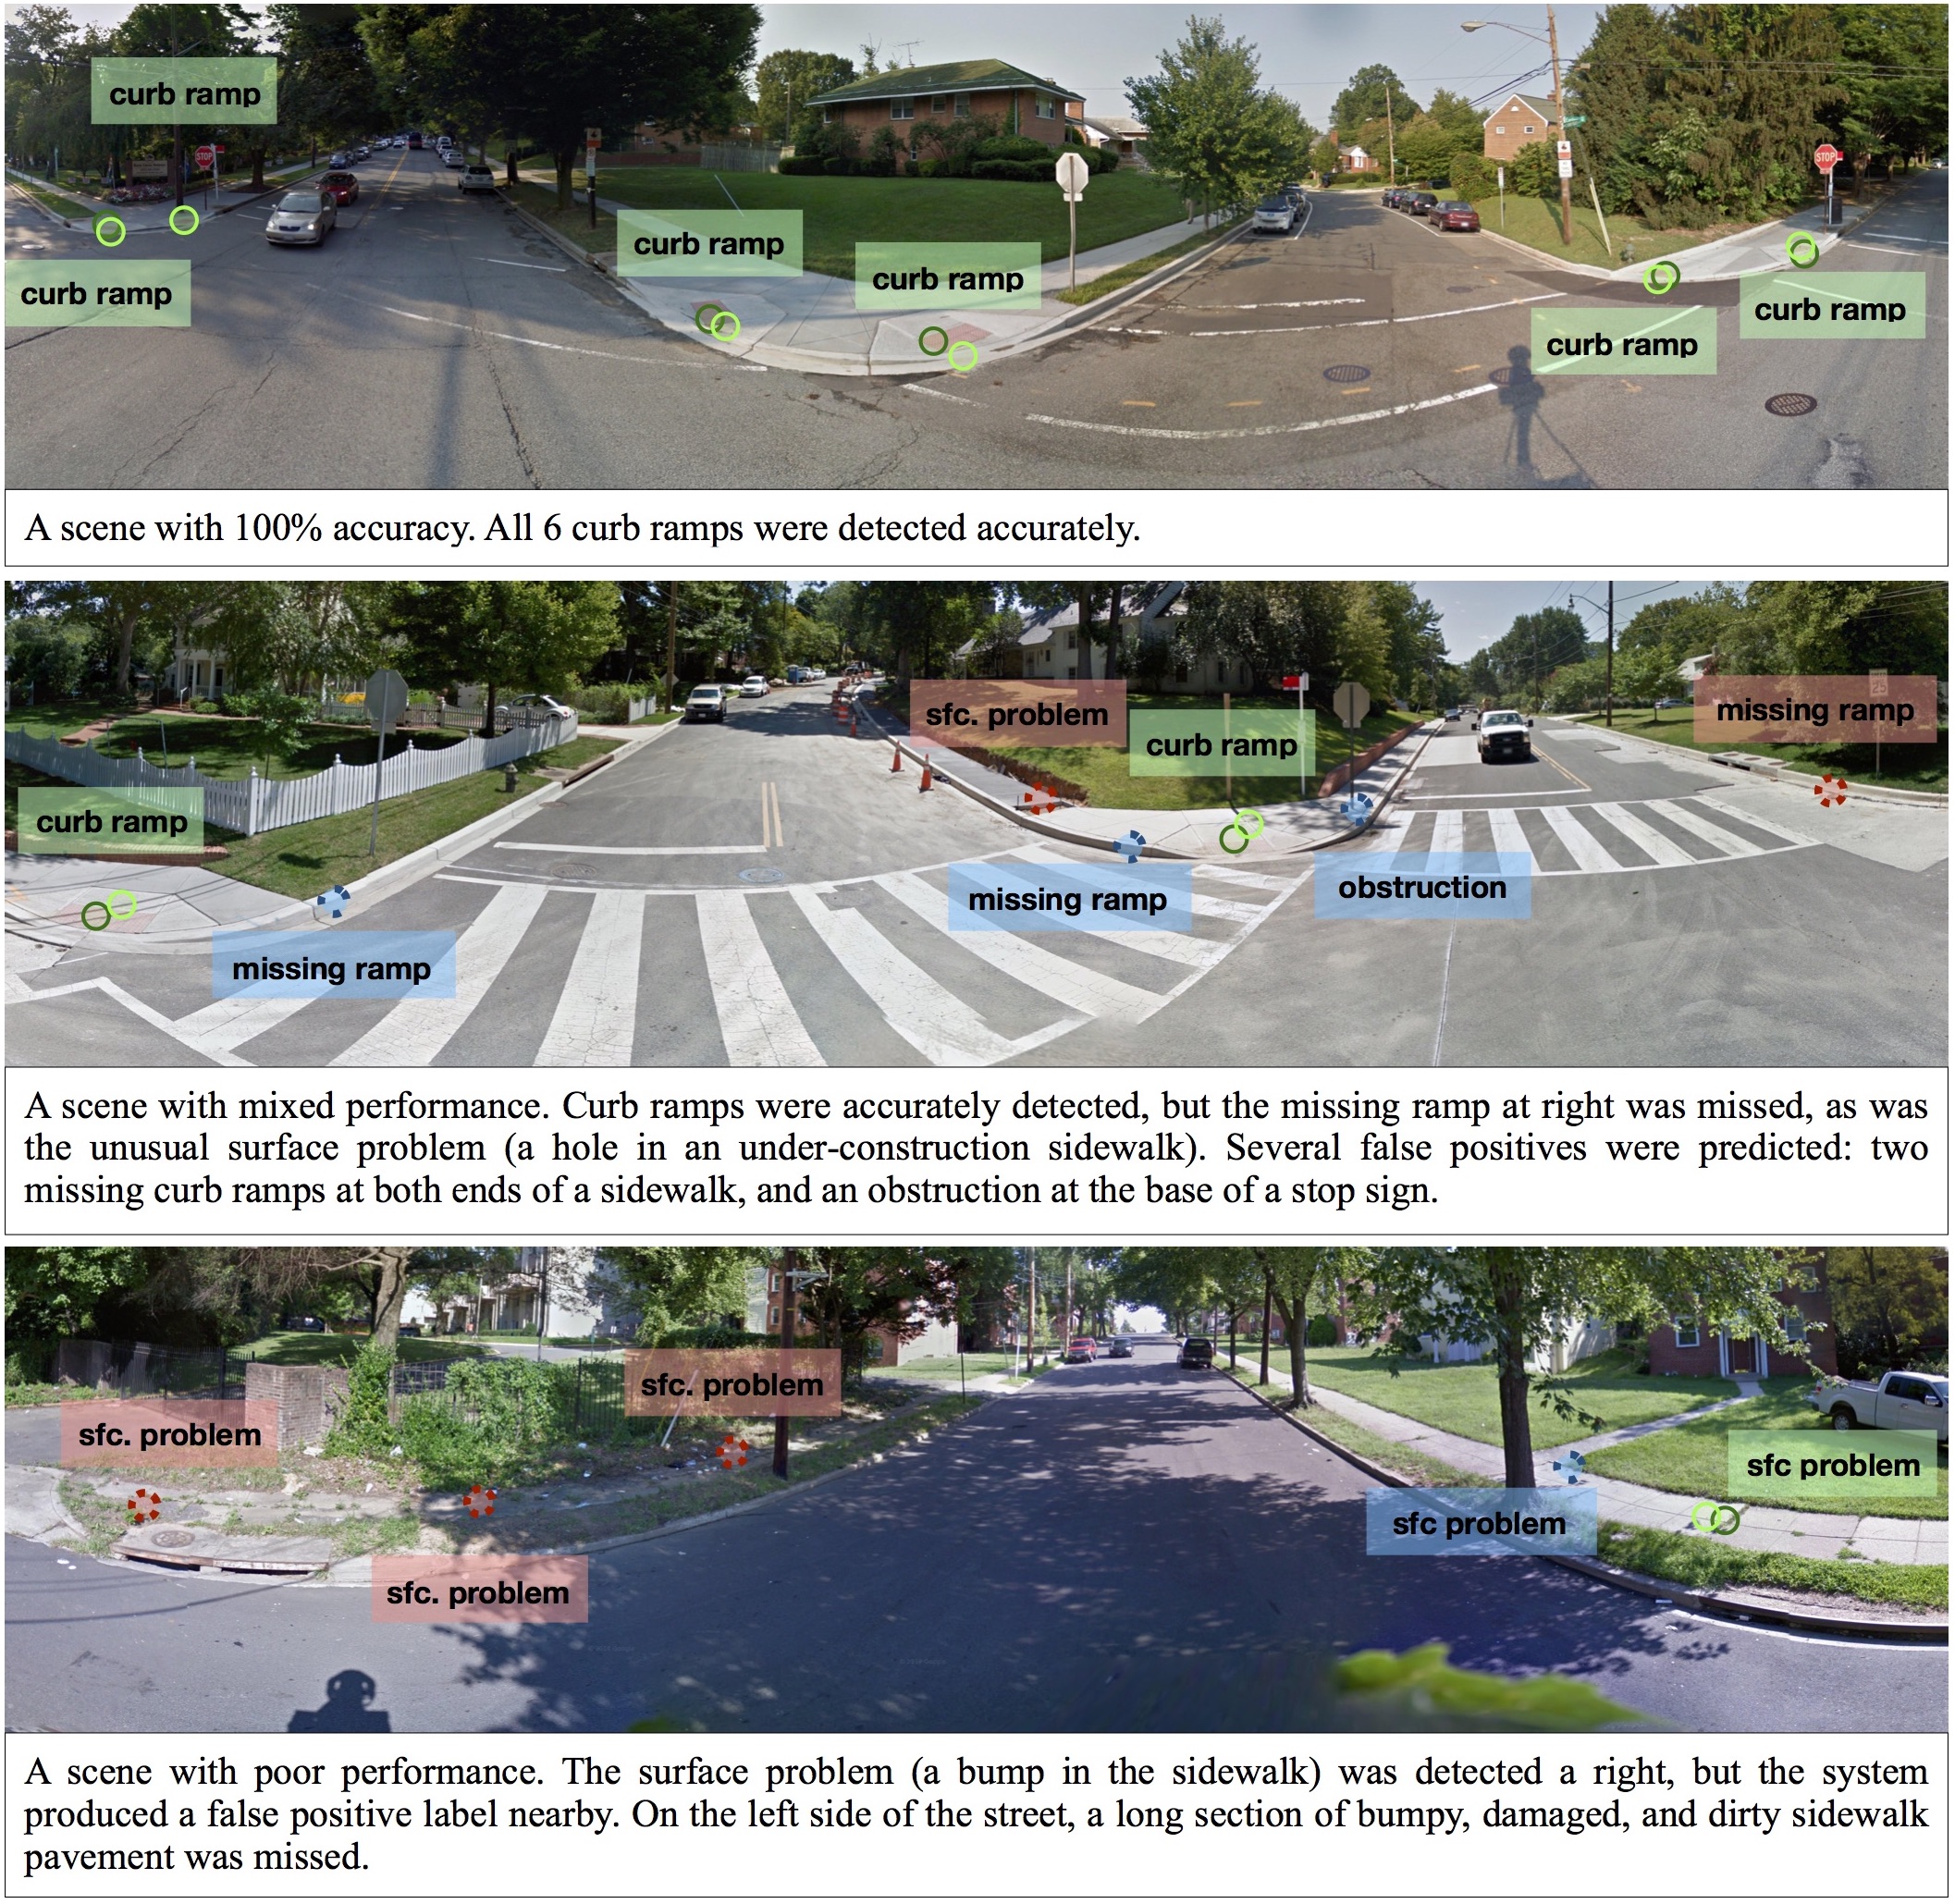 curb ramp
STOP
STOP
curb ramp
curb ramp
curb ramp
curb ramp
curb ramp
A scene with 100% accuracy. All 6 curb ramps were detected accurately.
sfc. problem
missing ramp
curb ramp
curb ramp
missing ramp
obstruction
missing ramp
A scene with mixed performance. Curb ramps were accurately detected, but the missing ramp at right was missed, as was
the unusual surface problem (a hole in an under-construction sidewalk). Several false positives were predicted: two
missing curb ramps at both ends of a sidewalk, and an obstruction at the base of a stop sign.
sfc. problem
sfc. problem
sfc problem
sfc problem
sfc. problem
A scene with poor performance. The surface problem (a bump in the sidewalk) was detected a right, but the system
produced a false positive label nearby. On the left side of the street, a long section of bumpy, damaged, and dirty sidewalk
pavement was missed.